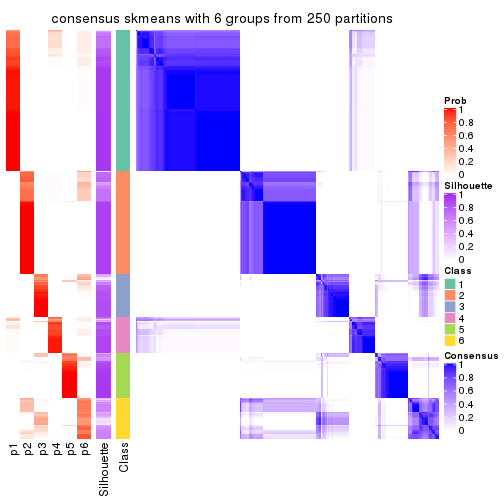 consensus skmeans with 6 groups from 250 partitions
Prob
1
0.8
0.6
0.4
0.2
0
Silhouette
1
0.8
0.6
0.4
0.2
0
Class
1
2
3
4
5
6
Consensus
1
0.8
0.6
0.4
0.2
0
p1
p2
p3
p4
p5
p6
Silhouette
Class